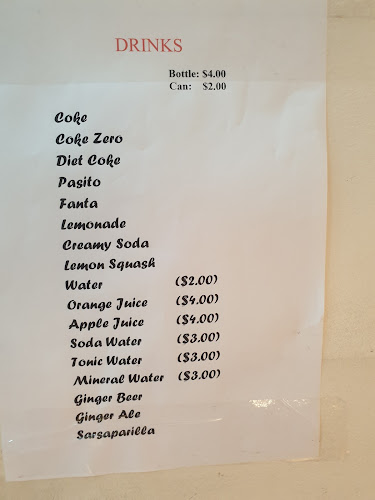 DRINKS
Bottle: $4.00
Can: $2.00
Coke
Coke Zero
Diet Coke
Pasito
Fanta
Lemonade
Creamy Soda
Lemon Squash
Water ($2.00)
Orange Juice ($4.00)
Apple Juice ($4.00)
Soda Water ($3.00)
Tonic Water ($3.00)
Mineral Water ($3.00)
Ginger Beer
Ginger Ale
Sarsaparilla